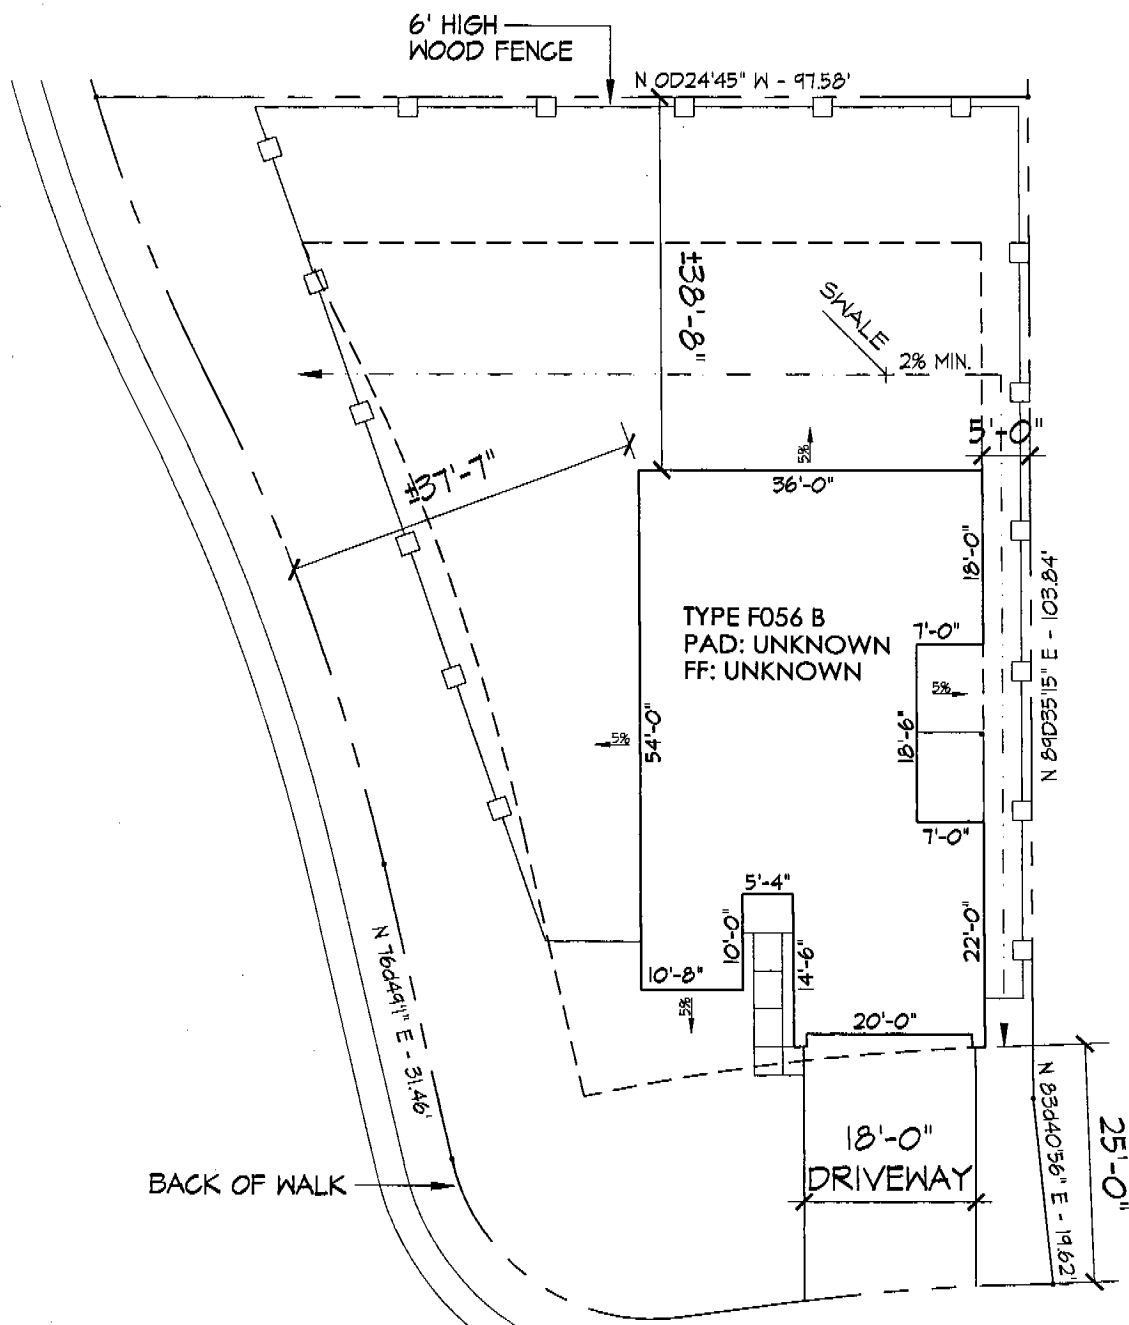 6' HIGH
WOOD FENCE
N 0D24'45" W - 97.58'
±38'-8"
SWALE
2% MIN.
5'-0"
±37'-7"
5%
36'-0"
18'-0"
N 89D35'15" E - 103.84'
TYPE F056 B
PAD: UNKNOWN
FF: UNKNOWN
7'-0"
5%
18'-6"
54'-0"
5%
7'-0"
5'-4"
10'-0"
22'-0"
14'-6"
10'-8"
5%
N 76d49'1" E - 31.46'
20'-0"
N 83d40'56" E - 19.62'
25'-0"
18'-0"
DRIVEWAY
BACK OF WALK